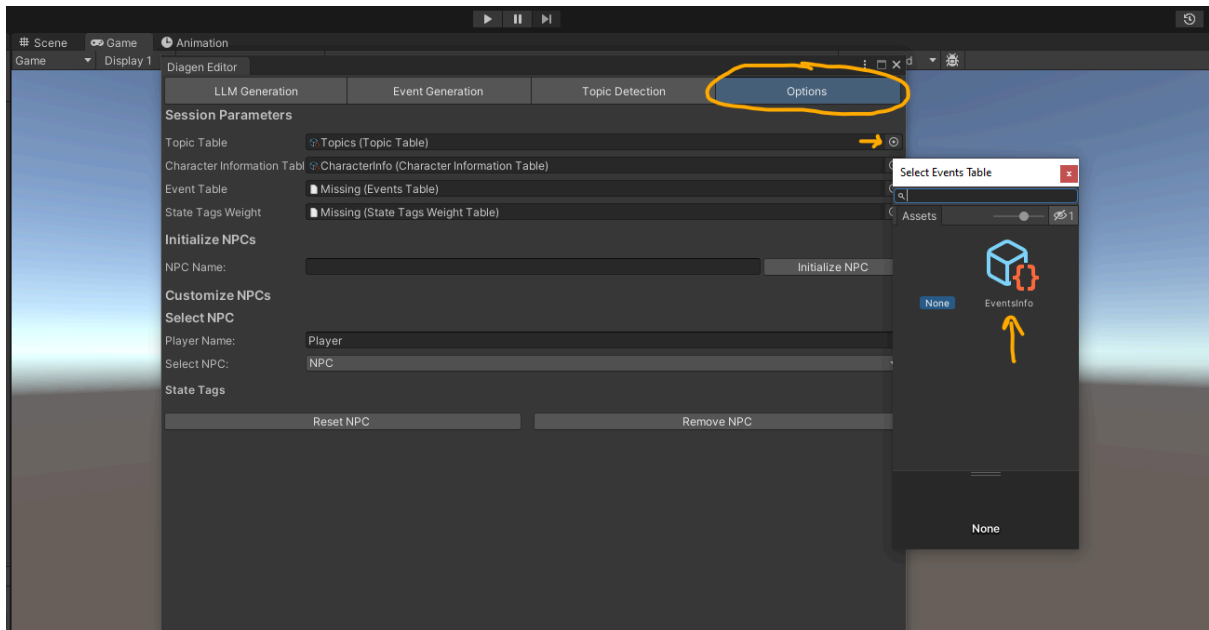 Scene Game Animation
Game Display 1 d
Diagen Editor
LLM Generation Event Generation Topic Detection Options
Session Parameters
Topic Table Topics (Topic Table)
Character Information Tabl CharacterInfo (Character Information Table)
Event Table Missing (Events Table)
State Tags Weight Missing (State Tags Weight Table)
Initialize NPCs
NPC Name: Initialize NPC
Customize NPCs
Select NPC
Player Name: Player
Select NPC: NPC
State Tags
Reset NPC Remove NPC
Select Events Table x
Assets 1
None EventsInfo
None